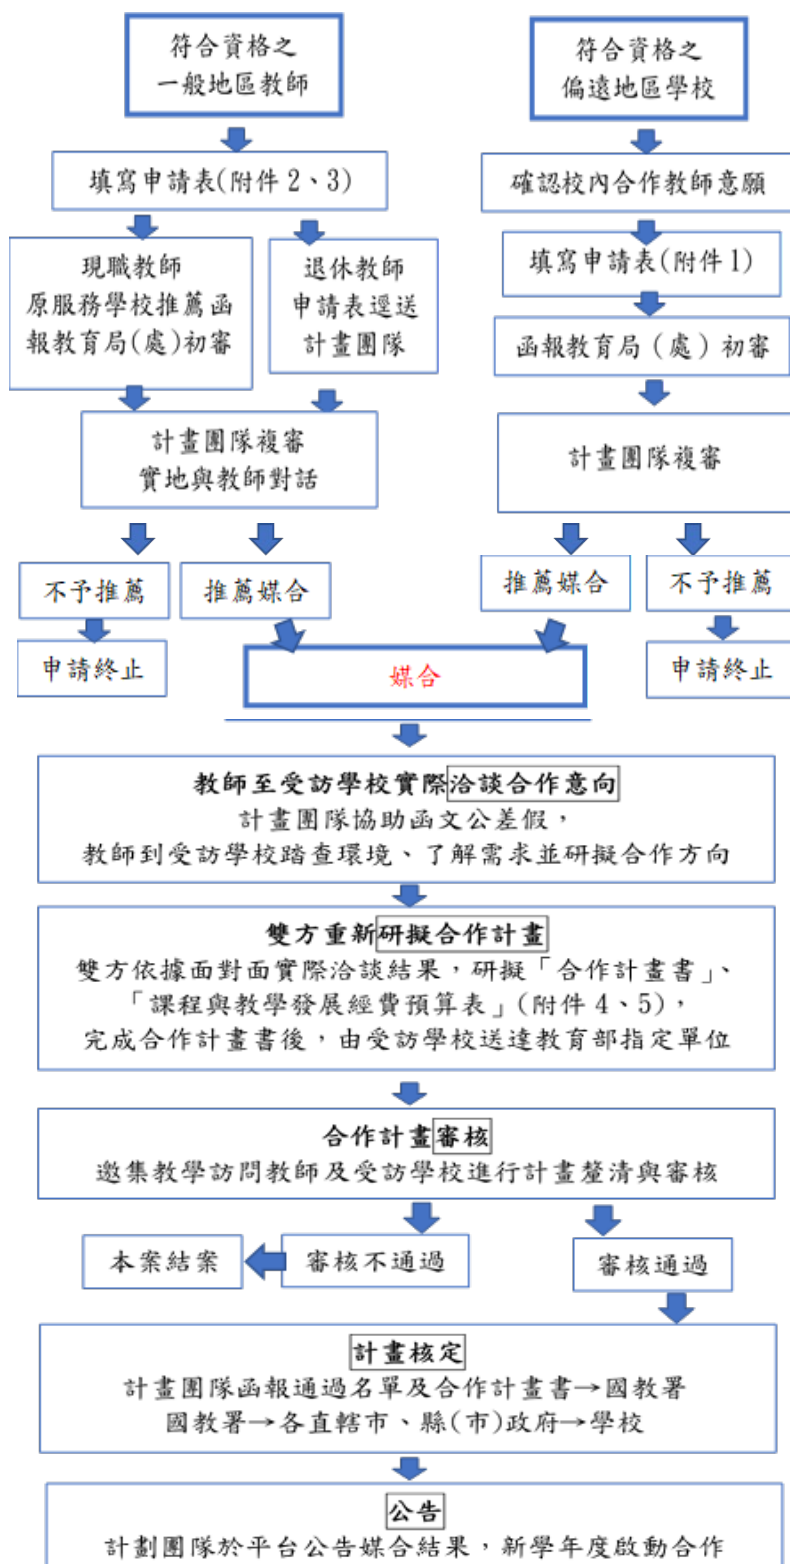 符合資格之
一般地區教師
填寫申請表(附件2、3)
現職教師
原服務學校推薦函
報教育局(處)初審
退休教師
申請表逕送
計畫團隊
計畫團隊複審
實地與教師對話
不予推薦
推薦媒合
申請終止
符合資格之
偏遠地區學校
確認校內合作教師意願
填寫申請表(附件1)
函報教育局（處）初審
計畫團隊複審
推薦媒合
不予推薦
申請終止
媒合
教師至受訪學校實際洽談合作意向
計畫團隊協助函文公差假，
教師到受訪學校踏查環境、了解需求並研擬合作方向
雙方重新研擬合作計畫
雙方依據面對面實際洽談結果，研擬「合作計畫書」、
「課程與教學發展經費預算表」(附件4、5)，
完成合作計畫書後，由受訪學校送達教育部指定單位
合作計畫審核
邀集教學訪問教師及受訪學校進行計畫釐清與審核
本案結案
審核不通過
審核通過
計畫核定
計畫團隊函報通過名單及合作計畫書→國教署
國教署→各直轄市、縣(市)政府→學校
公告
計劃團隊於平台公告媒合結果，新學年度啟動合作